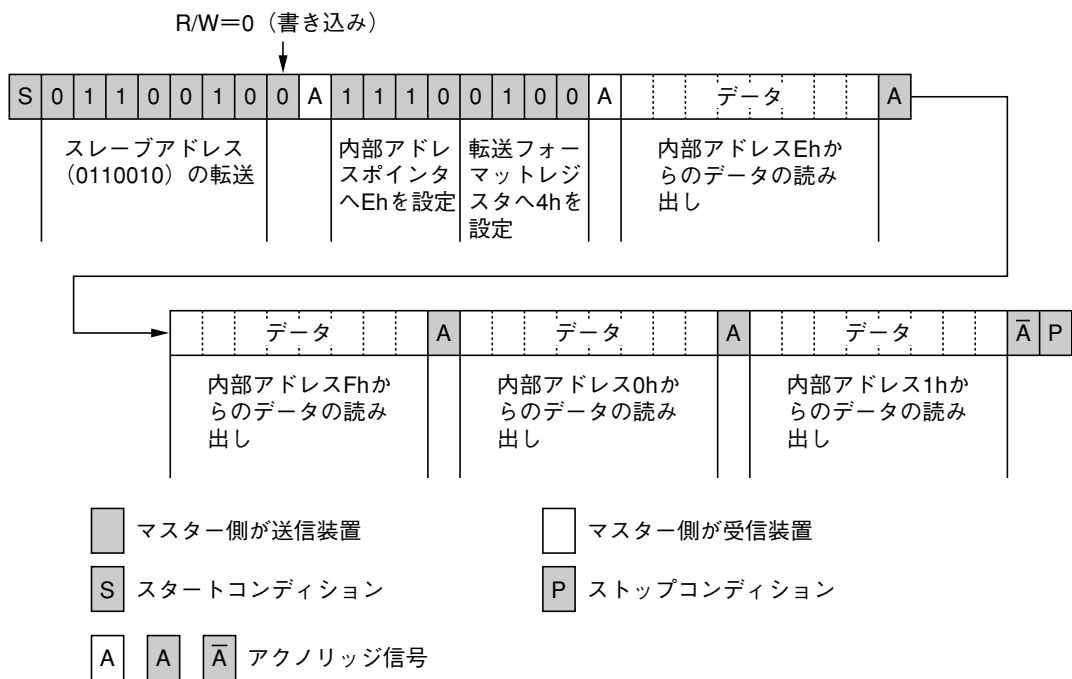 R/W=0（書き込み）
S 0 1 1 0 0 1 0 0 A 1 1 1 0 0 1 0 0 A データ A
スレーブアドレス
（0110010）の転送
内部アドレ
スポインタ
へEhを設定
転送フォー
マットレジ
スタへ4hを
設定
内部アドレスEhか
らのデータの読み
出し
データ A データ A データ A̅ P
内部アドレスFhか
らのデータの読み
出し
内部アドレス0hか
らのデータの読み
出し
内部アドレス1hか
らのデータの読み
出し
マスター側が送信装置
マスター側が受信装置
S スタートコンディション
P ストップコンディション
A A A̅ アクノリッジ信号